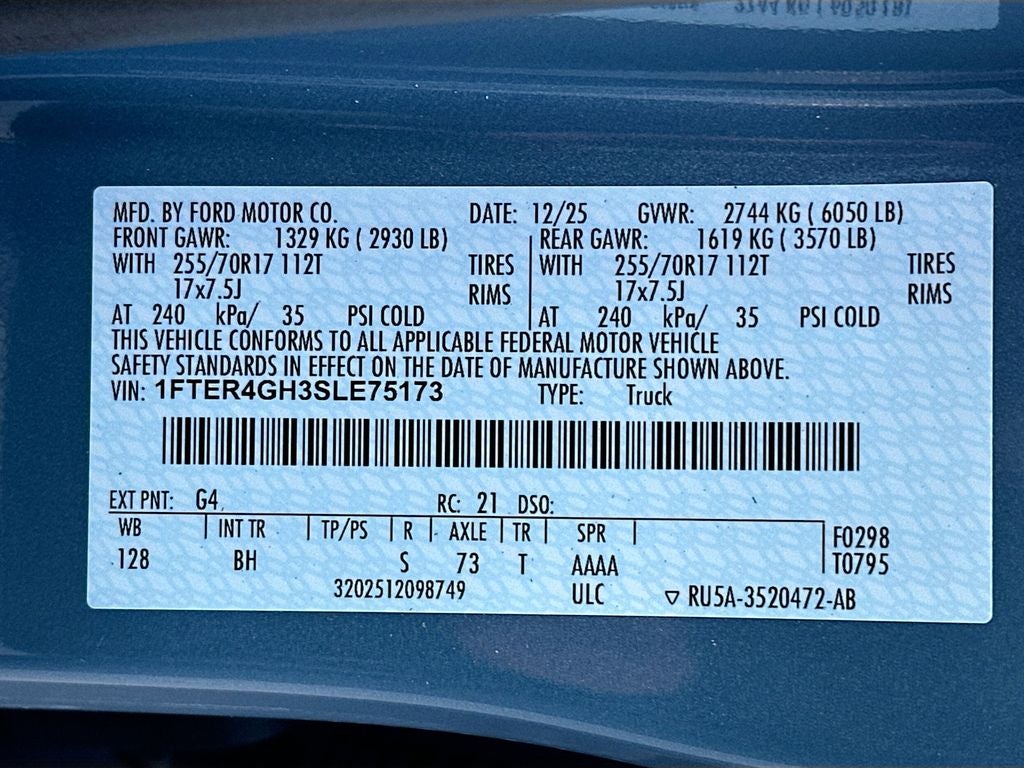 MFD. BY FORD MOTOR CO. DATE: 12/25 GVWR: 2744 KG ( 6050 LB)
FRONT GAWR: 1329 KG ( 2930 LB) REAR GAWR: 1619 KG ( 3570 LB)
WITH 255/70R17 112T TIRES WITH 255/70R17 112T TIRES
17x7.5J RIMS 17x7.5J RIMS
AT 240 kPa/ 35 PSI COLD AT 240 kPa/ 35 PSI COLD
THIS VEHICLE CONFORMS TO ALL APPLICABLE FEDERAL MOTOR VEHICLE
SAFETY STANDARDS IN EFFECT ON THE DATE OF MANUFACTURE SHOWN ABOVE.
VIN: 1FTER4GH3SLE75173 TYPE: Truck
EXT PNT: G4 RC: 21 DSO:
WB INT TR TP/PS R AXLE TR SPR F0298
128 BH S 73 T AAAA T0795
3202512098749 ULC ▽ RU5A-3520472-AB